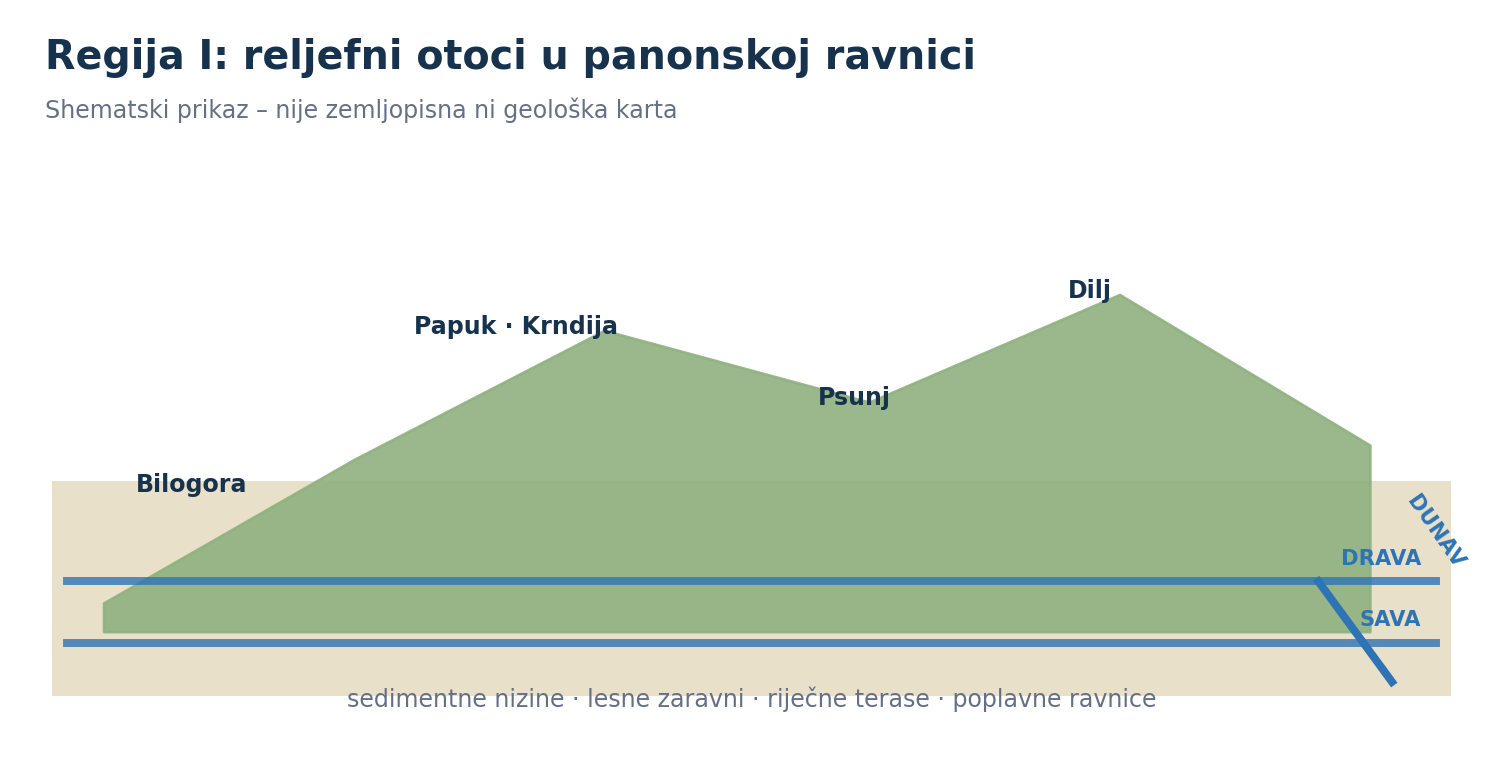 Regija I: reljefni otoci u panonskoj ravnici
Shematski prikaz – nije zemljopisna ni geološka karta
Dilj
Papuk · Krndija
Psunj
Bilogora
DUNAV
DRAVA
SAVA
sedimentne nizine · lesne zaravni · riječne terase · poplavne ravnice